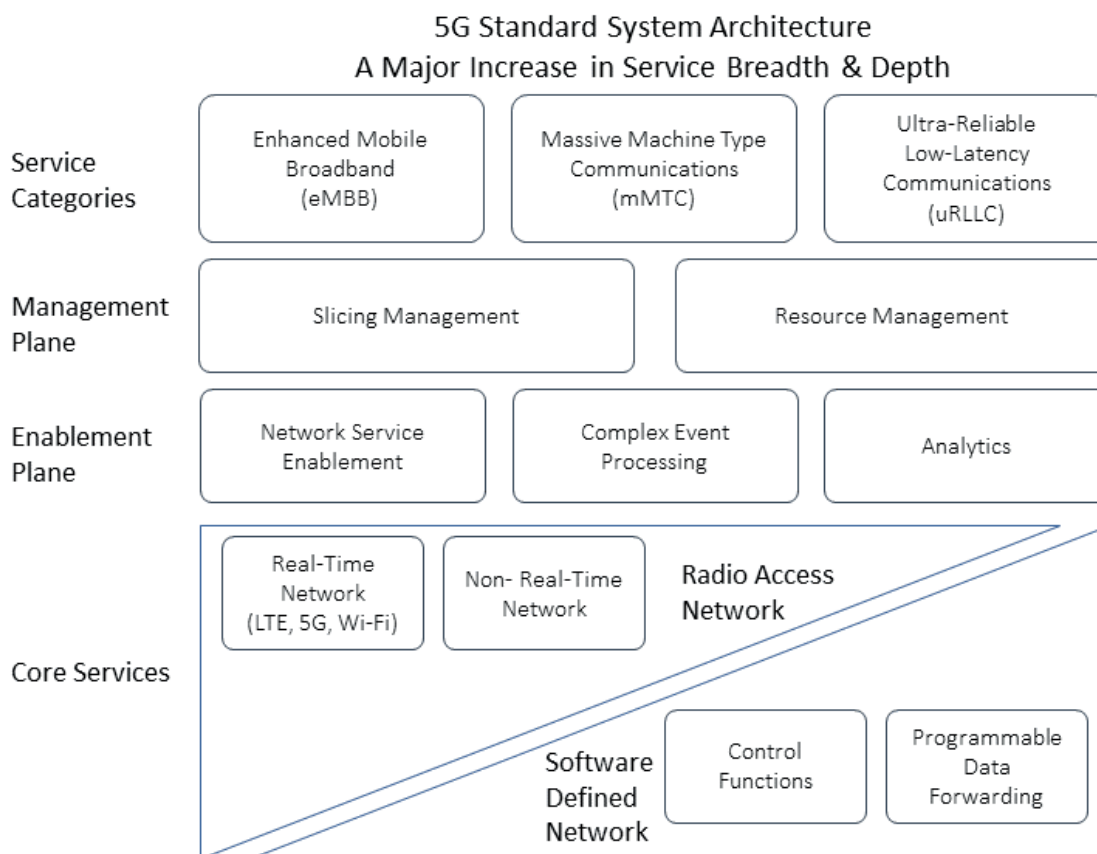 5G Standard System Architecture
A Major Increase in Service Breadth & Depth
Service
Categories
Enhanced Mobile
Broadband
(eMBB)
Massive Machine Type
Communications
(mMTC)
Ultra-Reliable
Low-Latency
Communications
(uRLLC)
Management
Plane
Slicing Management
Resource Management
Enablement
Plane
Network Service
Enablement
Complex Event
Processing
Analytics
Core Services
Real-Time
Network
(LTE, 5G, Wi-Fi)
Non- Real-Time
Network
Radio Access
Network
Software
Defined
Network
Control
Functions
Programmable
Data
Forwarding